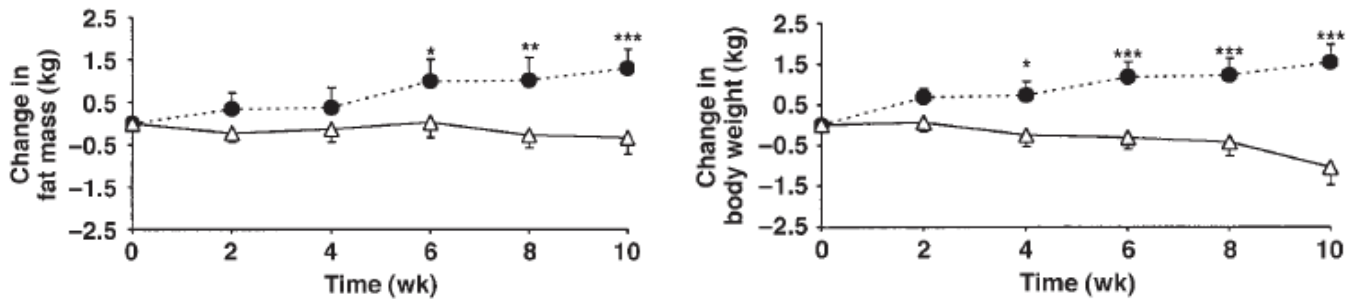 Change in
fat mass (kg)
2.5
1.5
0.5
–0.5
–1.5
–2.5
*
**
***
0 2 4 6 8 10
Time (wk)
Change in
body weight (kg)
2.5
1.5
0.5
–0.5
–1.5
–2.5
*
***
***
***
0 2 4 6 8 10
Time (wk)